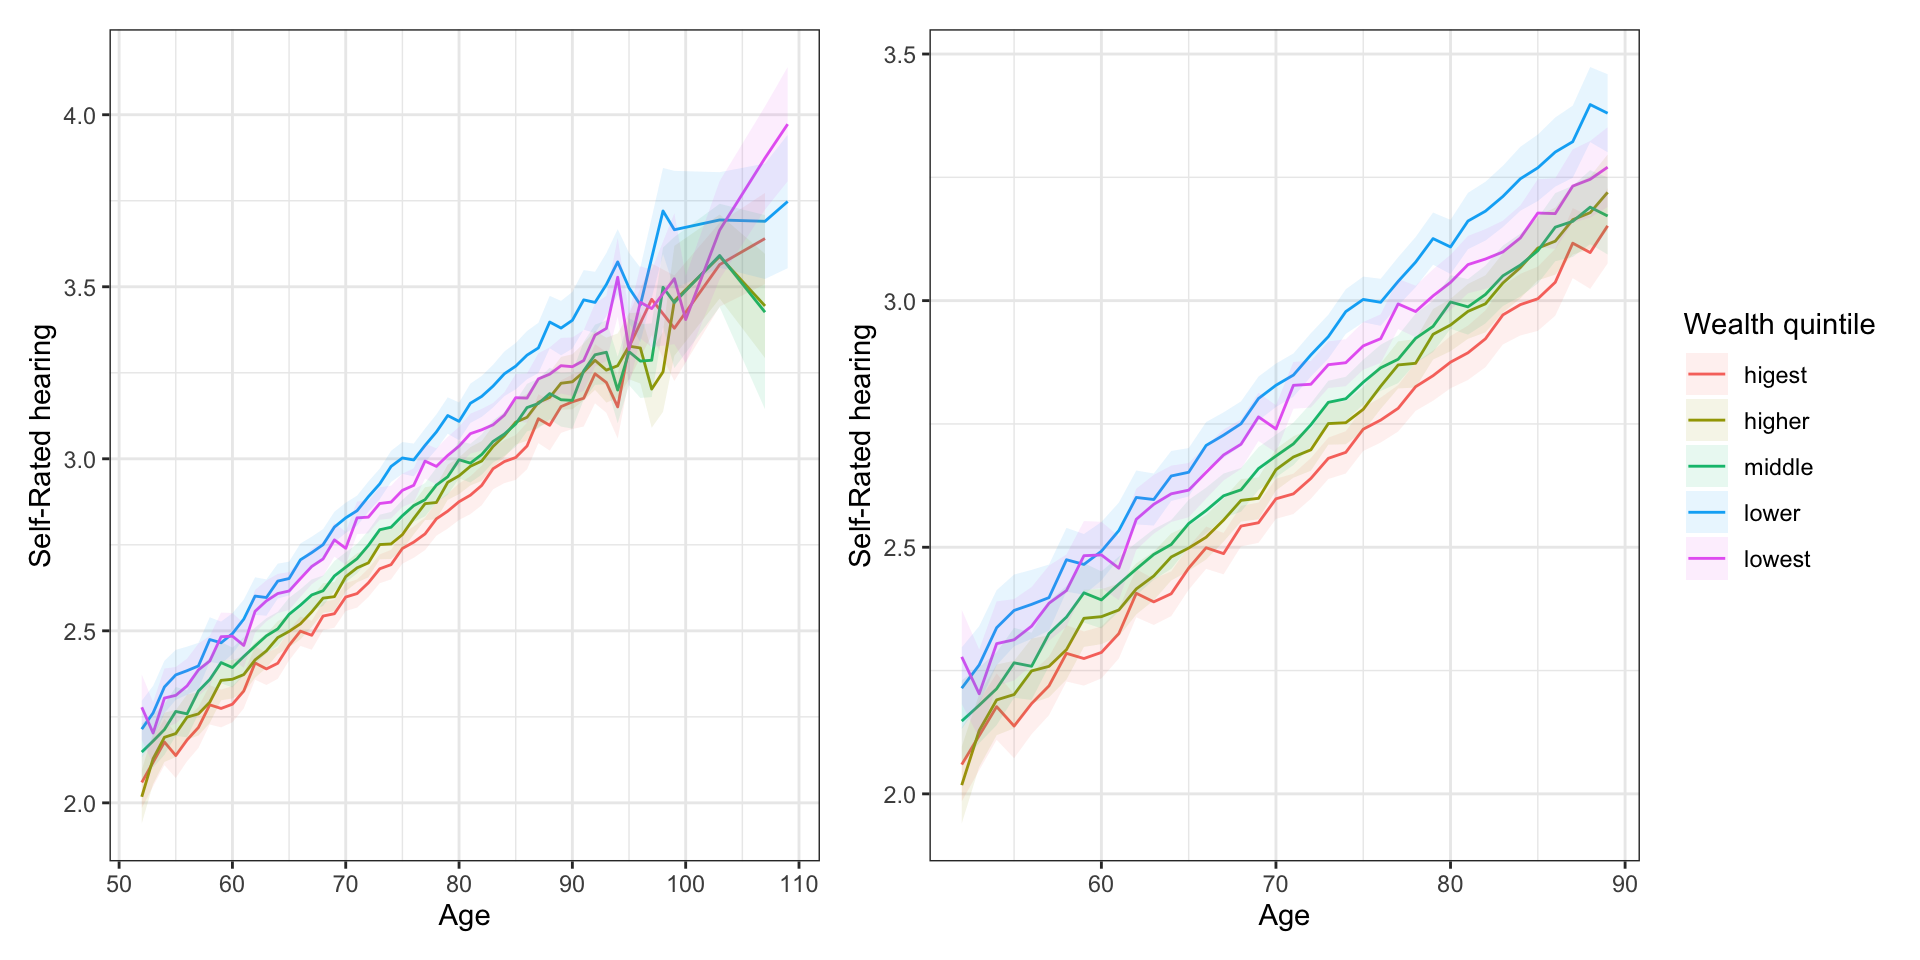 Self-Rated hearing
4.0
3.5
3.0
2.5
2.0
50 60 70 80 90 100 110
Age
Self-Rated hearing
3.5
3.0
2.5
2.0
60 70 80 90
Age
Wealth quintile
higest
higher
middle
lower
lowest